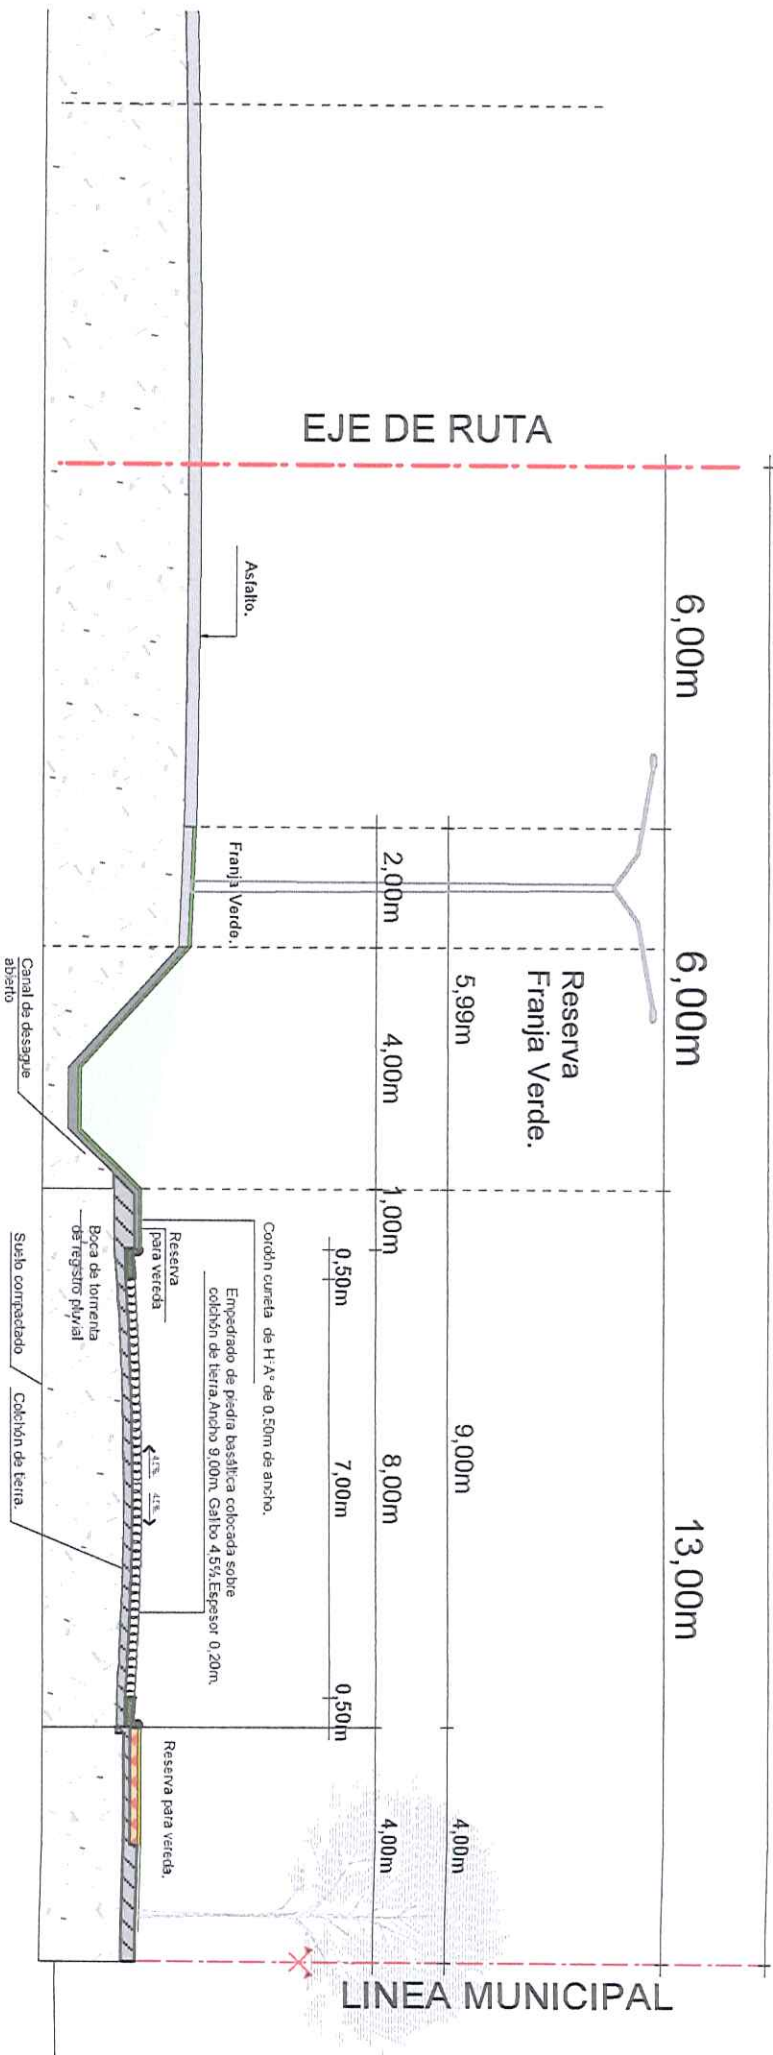 EJE DE RUTA
6,00m
6,00m
13,00m
Reserva
Franja Verde.
5,99m
9,00m
4,00m
2,00m
4,00m
1,00m
8,00m
4,00m
0,50m
7,00m
0,50m
Asfalto.
Franja Verde.
Cordón cuneta de HºAº de 0.50m de ancho.
Empedrado de piedra basáltica colocada sobre
colchón de tierra.Ancho 9,00m. Galibo 4,5%.Espesor 0,20m.
Reserva
para vereda
Reserva para vereda.
Boca de tormenta
de registro pluvial
Canal de desague
abierto
Suelo compactado
Colchón de tierra.
LINEA MUNICIPAL